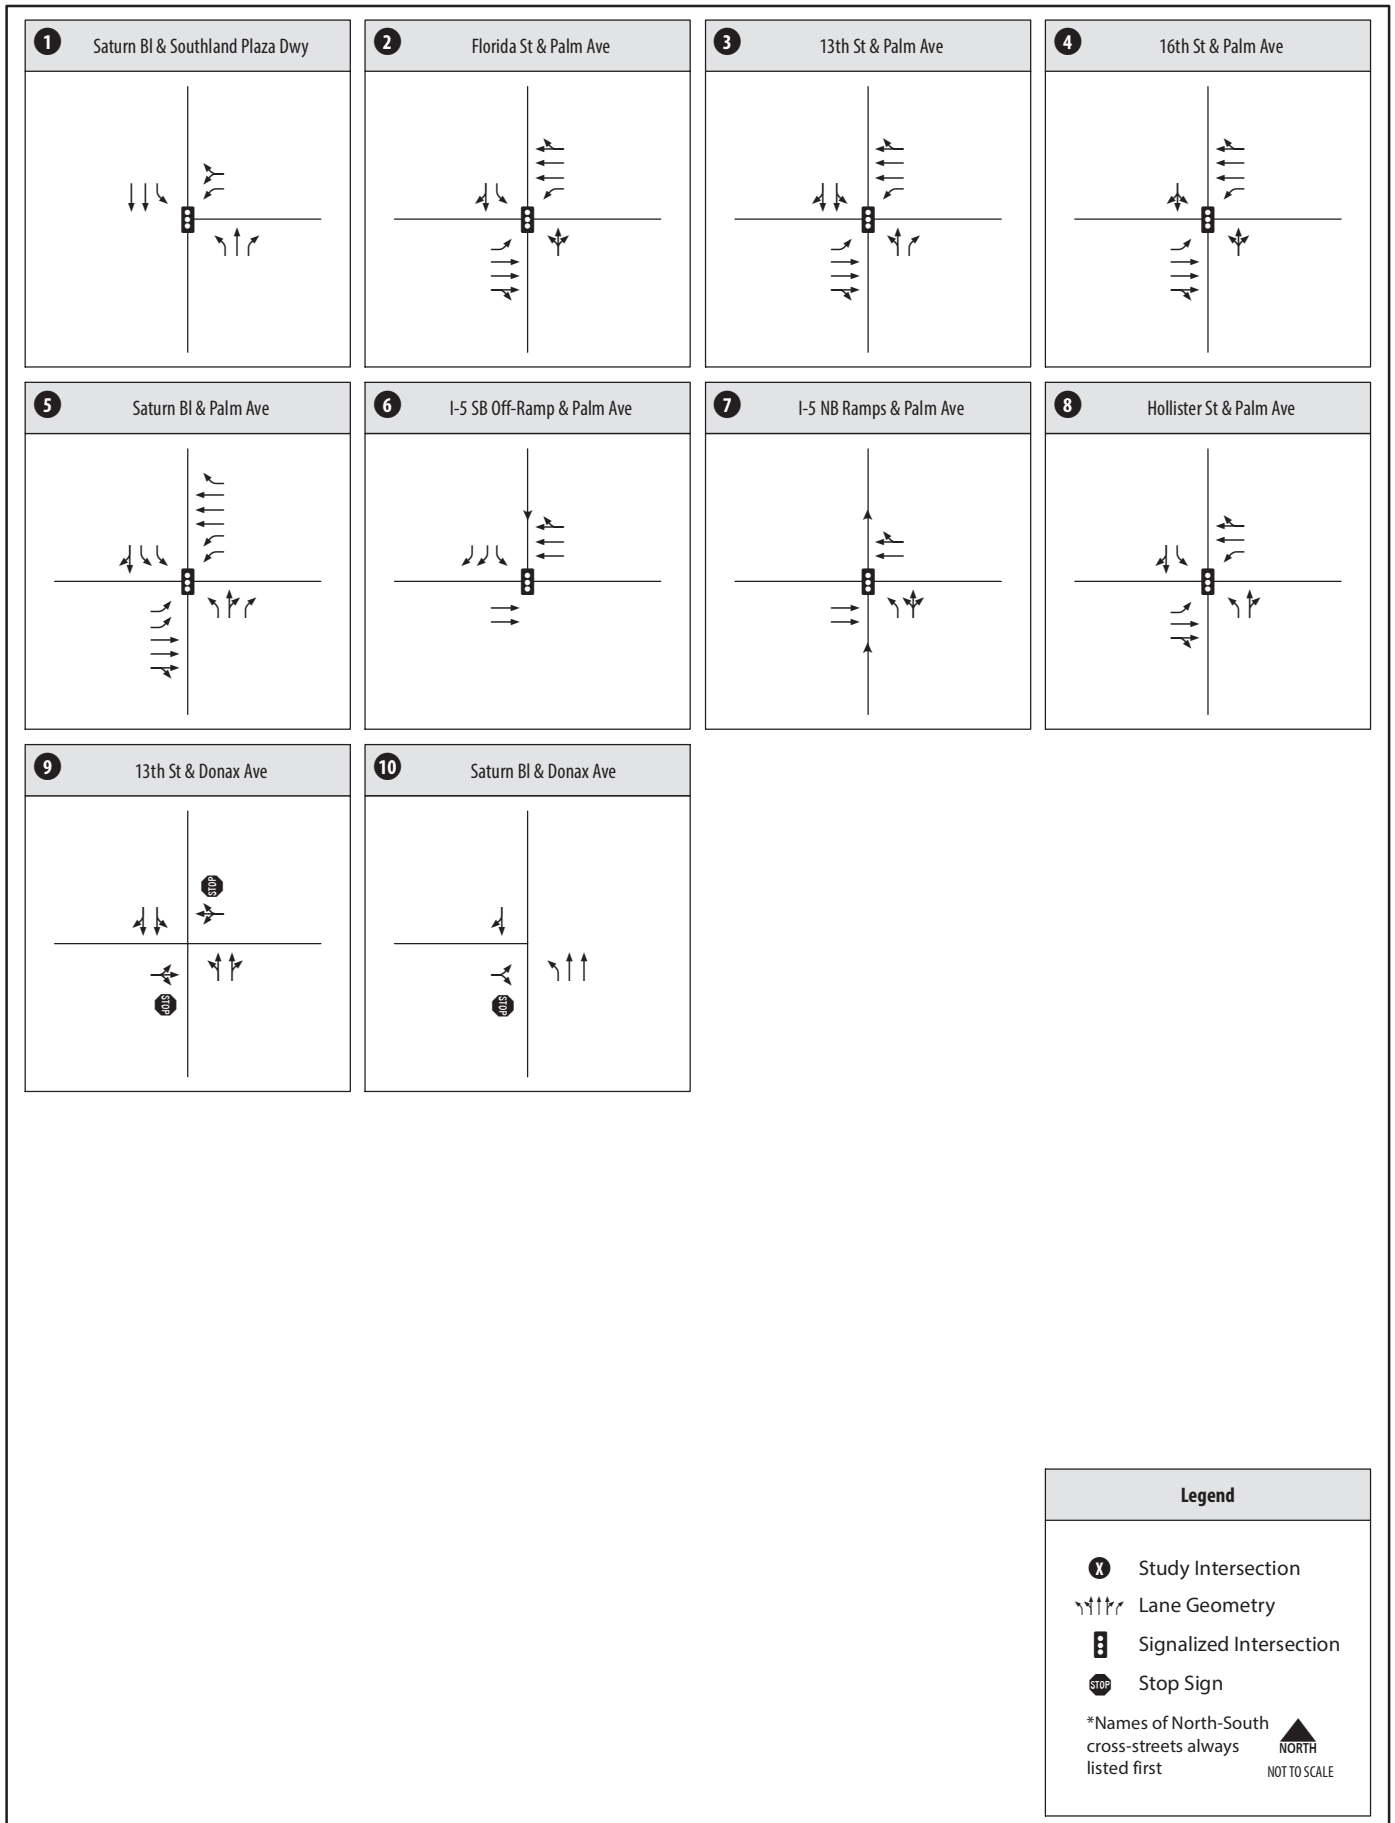 1 Saturn Bl & Southland Plaza Dwy
2 Florida St & Palm Ave
3 13th St & Palm Ave
4 16th St & Palm Ave
5 Saturn Bl & Palm Ave
6 I-5 SB Off-Ramp & Palm Ave
7 I-5 NB Ramps & Palm Ave
8 Hollister St & Palm Ave
9 13th St & Donax Ave
STOP
STOP
10 Saturn Bl & Donax Ave
STOP
Legend
X Study Intersection
Lane Geometry
Signalized Intersection
STOP Stop Sign
*Names of North-South
cross-streets always
listed first
NORTH
NOT TO SCALE